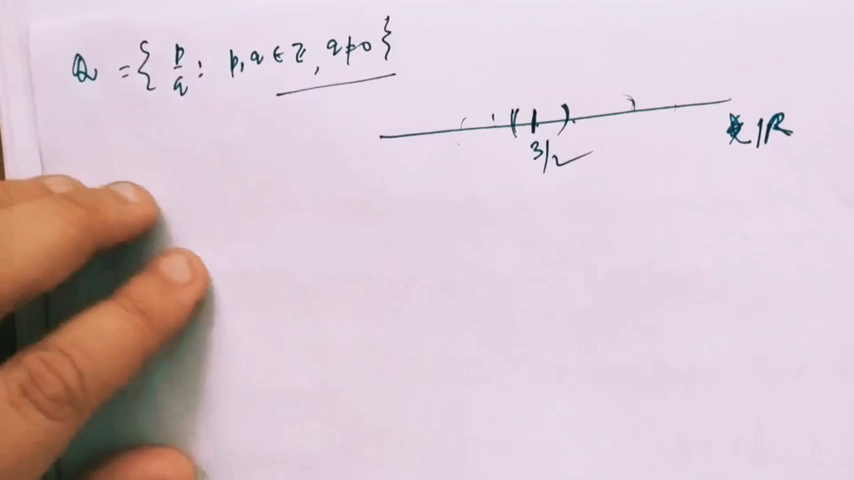 Q = { p/q : p, q ∈ Z, q ≠ 0 }
( ( | ) )
3/2
R